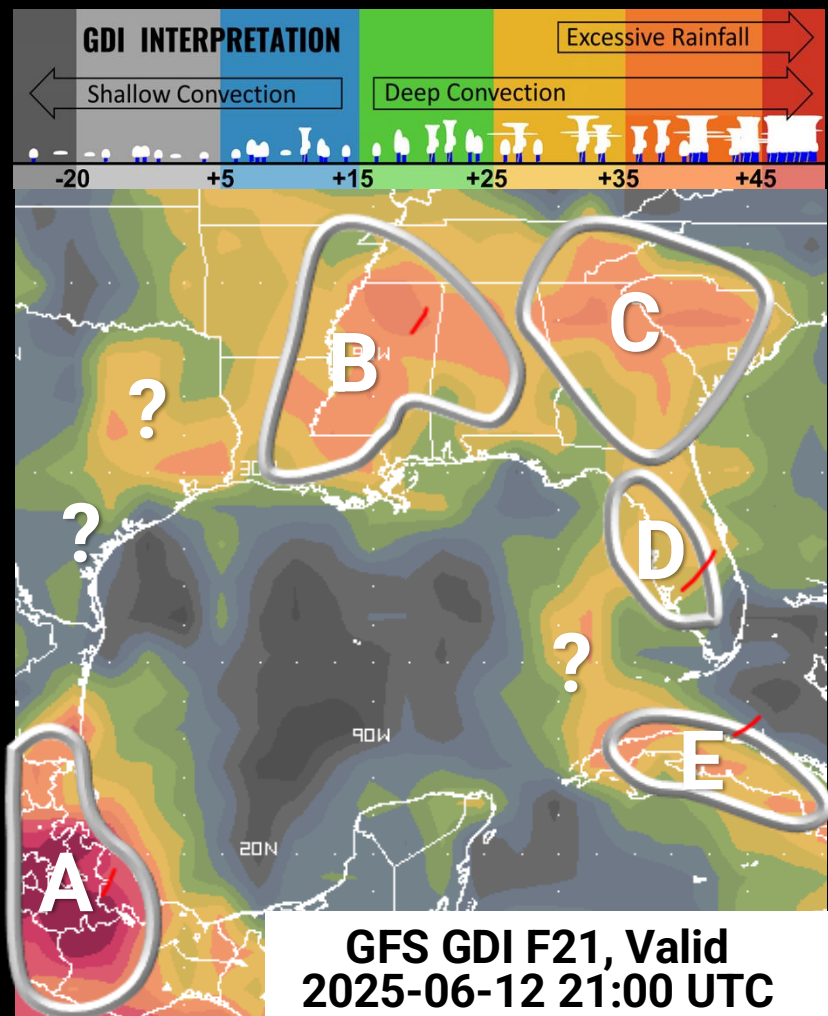 GDI INTERPRETATION
Excessive Rainfall
Shallow Convection
Deep Convection
-20 +5 +15 +25 +35 +45
C
B
90W
?
30
?
D
?
90W
E
20N
A
GFS GDI F21, Valid
2025-06-12 21:00 UTC